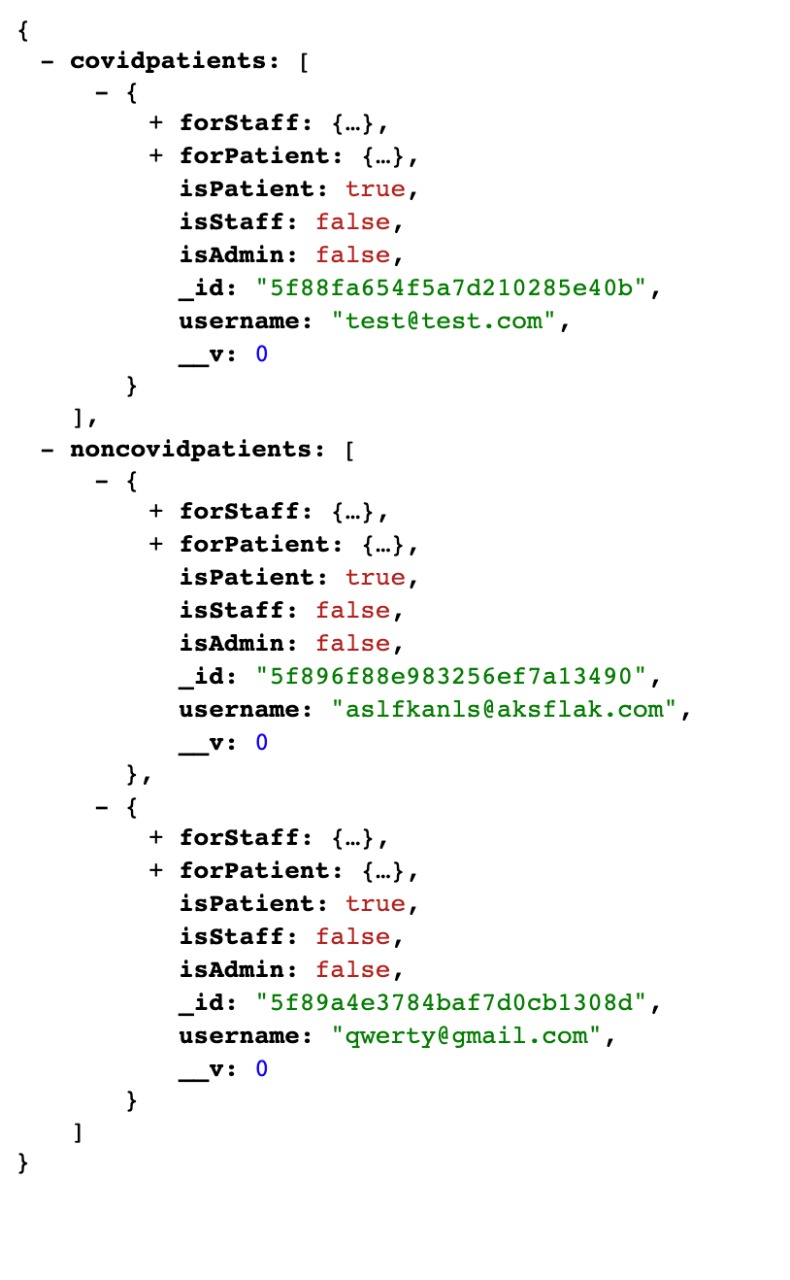 {
- covidpatients: [
- {
+ forStaff: {…},
+ forPatient: {…},
isPatient: true,
isStaff: false,
isAdmin: false,
_id: "5f88fa654f5a7d210285e40b",
username: "test@test.com",
__v: 0
}
],
- noncovidpatients: [
- {
+ forStaff: {…},
+ forPatient: {…},
isPatient: true,
isStaff: false,
isAdmin: false,
_id: "5f896f88e983256ef7a13490",
username: "aslfkanls@aksflak.com",
__v: 0
},
- {
+ forStaff: {…},
+ forPatient: {…},
isPatient: true,
isStaff: false,
isAdmin: false,
_id: "5f89a4e3784baf7d0cb1308d",
username: "qwerty@gmail.com",
__v: 0
}
]
}